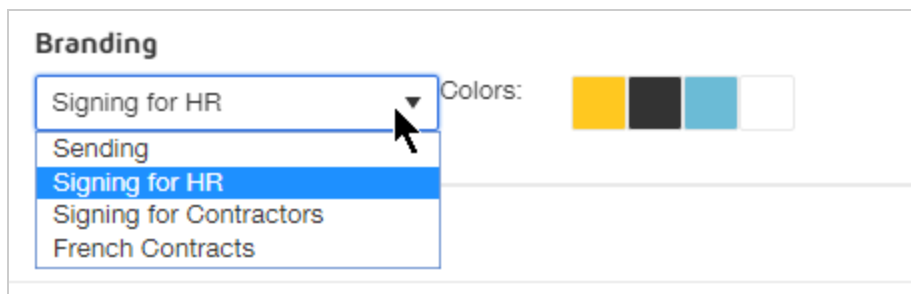 Branding
Signing for HR
Colors:
Sending
Signing for HR
Signing for Contractors
French Contracts